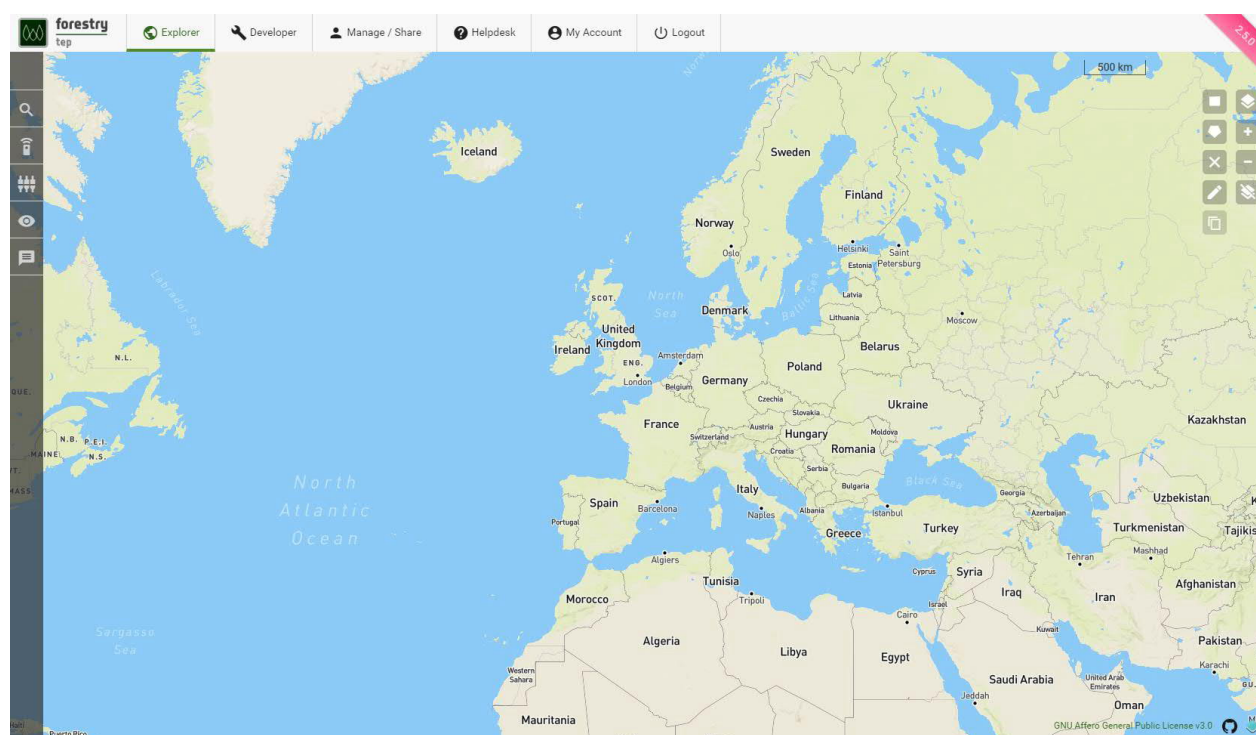 forestry
tep
Explorer
Developer
Manage / Share
Helpdesk
My Account
Logout
2.5.0
500 km
Iceland
Sweden
Finland
Norway
Oslo
Helsinki
Saint
Petersburg
Estonia
Labrador Sea
SCOT.
North
Sea
Denmark
Baltic Sea
Latvia
Lithuania
Moscow
United
Kingdom
Ireland
ENG.
London
Amsterdam
Belgium
Belarus
Poland
Germany
N.L.
QUE.
Czechia
Slovakia
Ukraine
Kazakhstan
France
Switzerland
Austria
Hungary
Moldova
Romania
Croatia
Serbia
N.B.
P.E.I.
MAINE
N.S.
VT.
MASS
North
Atlantic
Ocean
Italy
Bulgaria
Black Sea
Georgia
Uzbekistan
Spain
Barcelona
Portugal
Naples
Albania
Istanbul
Greece
Turkey
Azerbaijan
Turkmenistan
Tajikis
Algiers
Tunisia
Tripoli
Cyprus
Syria
Tehran
Mashhad
Afghanistan
Morocco
Israel
Iraq
Iran
Cairo
Kuwait
Pakistan
Sargasso
Sea
Algeria
Libya
Egypt
Western
Sahara
Saudi Arabia
United Arab
Emirates
Karachi
GU
Jeddah
Oman
Mauritania
GNU Affero General Public License v3.0
Haiti
Puerto Rico